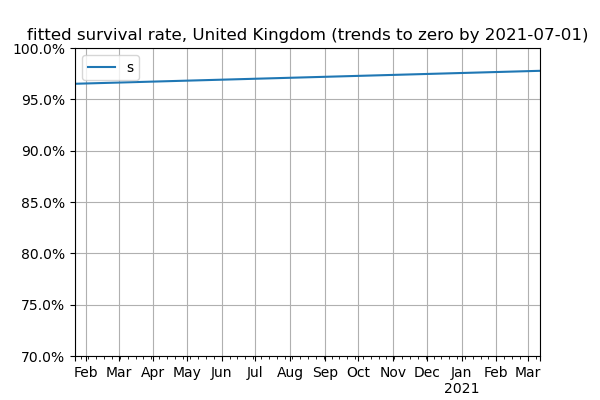 fitted survival rate, United Kingdom (trends to zero by 2021-07-01)
100.0%
s
95.0%
90.0%
85.0%
80.0%
75.0%
70.0%
Feb Mar Apr May Jun Jul Aug Sep Oct Nov Dec Jan Feb Mar
2021